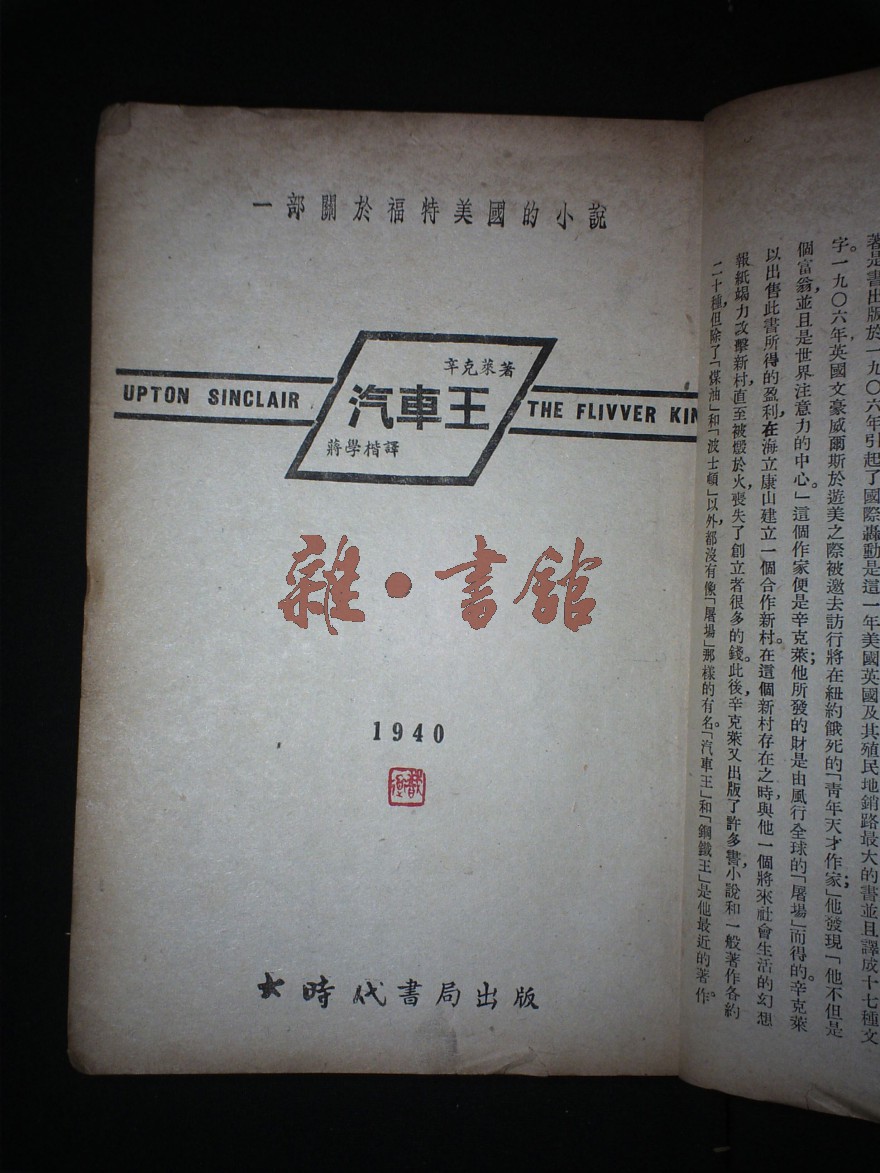 一部關於福特美國的小說
辛克萊著
UPTON SINCLAIR
汽車王
THE FLIVVER KIN
蔣學楷譯
雜·書館
1940
大時代書局出版
著是書出版於一九〇六年引起了國際轟動是這一年美國英國及其殖民地銷路最大的書並且譯成十七種文
字。一九〇六年英國文豪威爾斯於遊美之際被邀去訪行將在紐約餓死的「青年天才作家」他發現「他不但是
個富翁,並且是世界注意力的中心。」這個作家便是辛克萊;他所發的財是由風行全球的「屠場」而得的。辛克萊
以出售此書所得的盈利,在海立康山建立一個合作新村。在這個新村存在之時,與他一個將來社會生活的幻想
報紙竭力攻擊新村,直至被燬於火,喪失了創立者很多的錢。此後辛克萊又出版了許多書,小說和一般著作各約
二十種,但除了「煤油」和「波士頓」以外,都沒有像「屠場」那樣的有名。「汽車王」和「鋼鐵王」是他最近的著作。